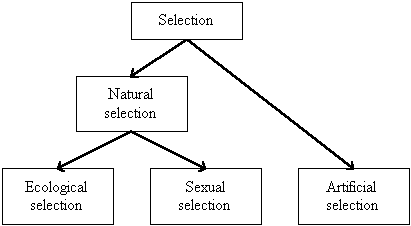 Selection
Natural
selection
Ecological
selection
Sexual
selection
Artificial
selection